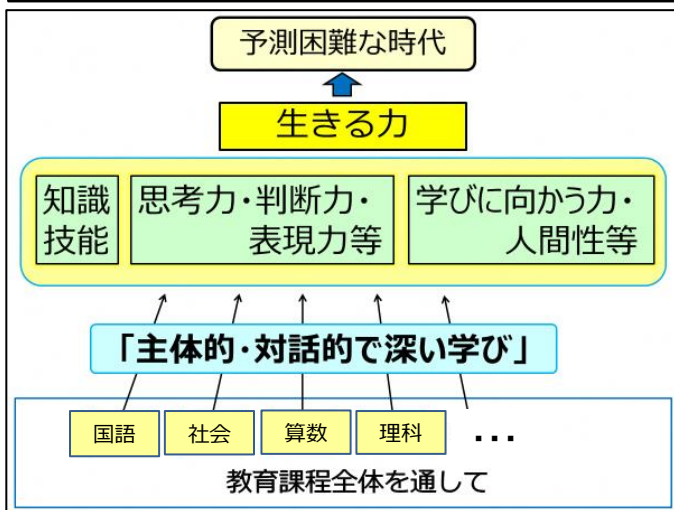 予測困難な時代
生きる力
知識
技能
思考力・判断力・
表現力等
学びに向かう力・
人間性等
「主体的・対話的で深い学び」
国語 社会 算数 理科 ・・・
教育課程全体を通して